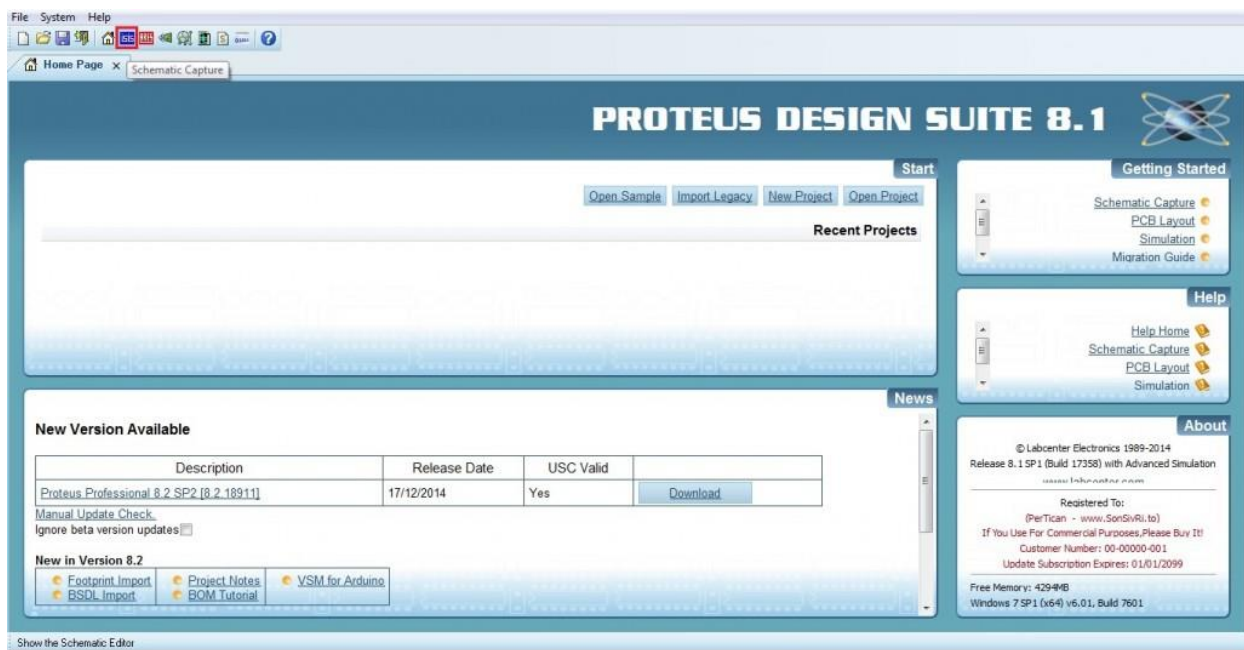 File System Help
ISIS
Home Page x
Schematic Capture
PROTEUS DESIGN SUITE 8.1
Start
Open Sample Import Legacy New Project Open Project
Recent Projects
Getting Started
Schematic Capture
PCB Layout
Simulation
Migration Guide
Help
Help Home
Schematic Capture
PCB Layout
Simulation
News
New Version Available
Description Release Date USC Valid
Proteus Professional 8.2 SP2 [8.2.18911] 17/12/2014 Yes Download
Manual Update Check.
Ignore beta version updates
New in Version 8.2
Footprint Import Project Notes VSM for Arduino
BSDL Import BOM Tutorial
About
© Labcenter Electronics 1989-2014
Release 8.1 SP1 (Build 17358) with Advanced Simulation
www.labcenter.com
Registered To:
(PerTican - www.SonSivRi.to)
If You Use For Commercial Purposes,Please Buy It!
Customer Number: 00-00000-001
Update Subscription Expires: 01/01/2099
Free Memory: 4294MB
Windows 7 SP1 (x64) v6.01, Build 7601
Show the Schematic Editor